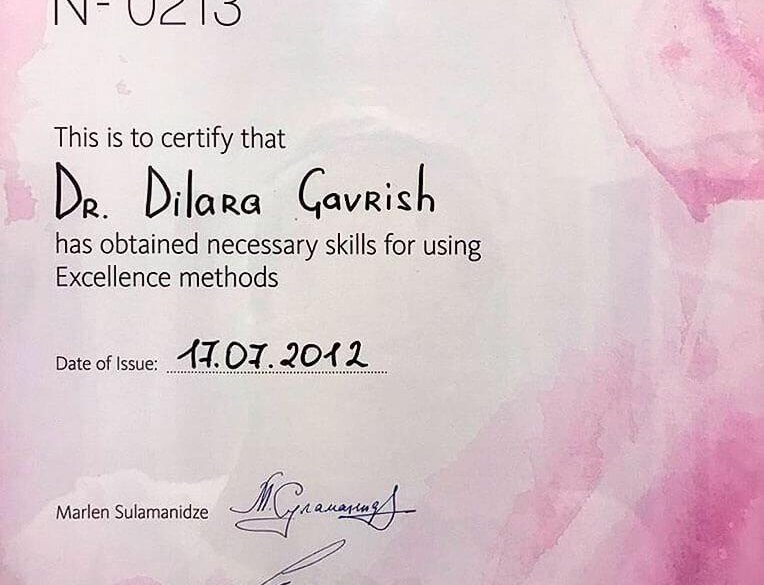 N- 0213
This is to certify that
Dr. Dilara Gavrish
has obtained necessary skills for using
Excellence methods
Date of Issue: 17.07.2012
Marlen Sulamanidze